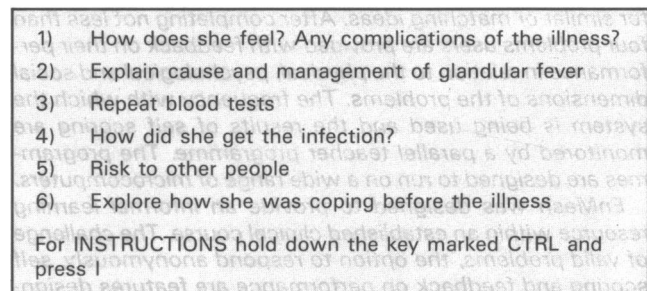 1) How does she feel? Any complications of the illness?
2) Explain cause and management of glandular fever
3) Repeat blood tests
4) How did she get the infection?
5) Risk to other people
6) Explore how she was coping before the illness
For INSTRUCTIONS hold down the key marked CTRL and
press I